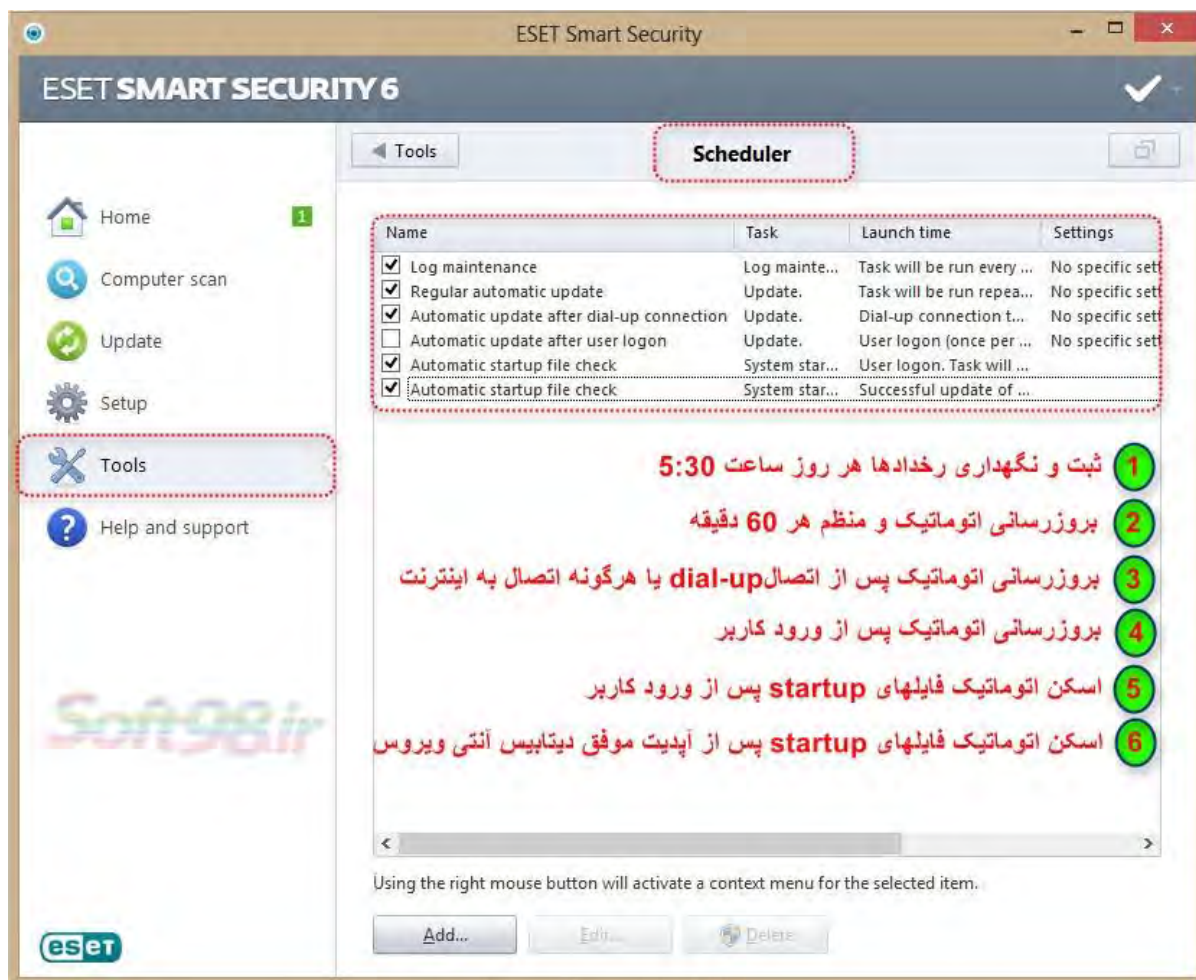 ESET Smart Security
ESET SMART SECURITY 6
Tools
Scheduler
Home 1
Computer scan
Update
Setup
Tools
Help and support
Name Task Launch time Settings
Log maintenance Log mainte... Task will be run every ... No specific sett
Regular automatic update Update. Task will be run repea... No specific sett
Automatic update after dial-up connection Update. Dial-up connection t... No specific sett
Automatic update after user logon Update. User logon (once per ... No specific sett
Automatic startup file check System star... User logon. Task will ...
Automatic startup file check System star... Successful update of ...
1 ثبت و نگهداری رخدادها هر روز ساعت 5:30
2 بروزرسانی اتوماتیک و منظم هر 60 دقیقه
3 بروزرسانی اتوماتیک پس از اتصال dial-up یا هرگونه اتصال به اینترنت
4 بروزرسانی اتوماتیک پس از ورود کاربر
5 اسکن اتوماتیک فایلهای startup پس از ورود کاربر
6 اسکن اتوماتیک فایلهای startup پس از آپدیت موفق دیتابیس آنتی ویروس
Soft98.ir
Using the right mouse button will activate a context menu for the selected item.
Add... Edit... Delete
eseT